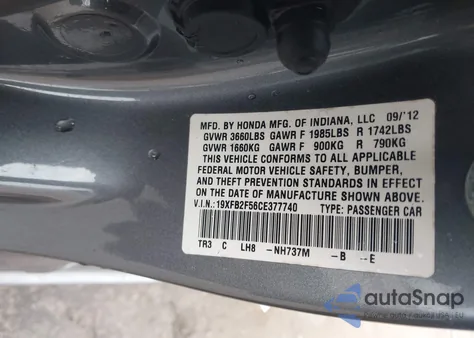 MFD. BY HONDA MFG. OF INDIANA, LLC 09/'12
GVWR 3660LBS GAWR F 1985LBS R 1742LBS
GVWR 1660KG GAWR F 900KG R 790KG
THIS VEHICLE CONFORMS TO ALL APPLICABLE
FEDERAL MOTOR VEHICLE SAFETY, BUMPER,
AND THEFT PREVENTION STANDARDS IN EFFECT
ON THE DATE OF MANUFACTURE SHOWN ABOVE.
V.I.N.: 19XFB2F56CE377740 TYPE: PASSENGER CAR
TR3 C LH8 -NH737M -B -E
autoSnap